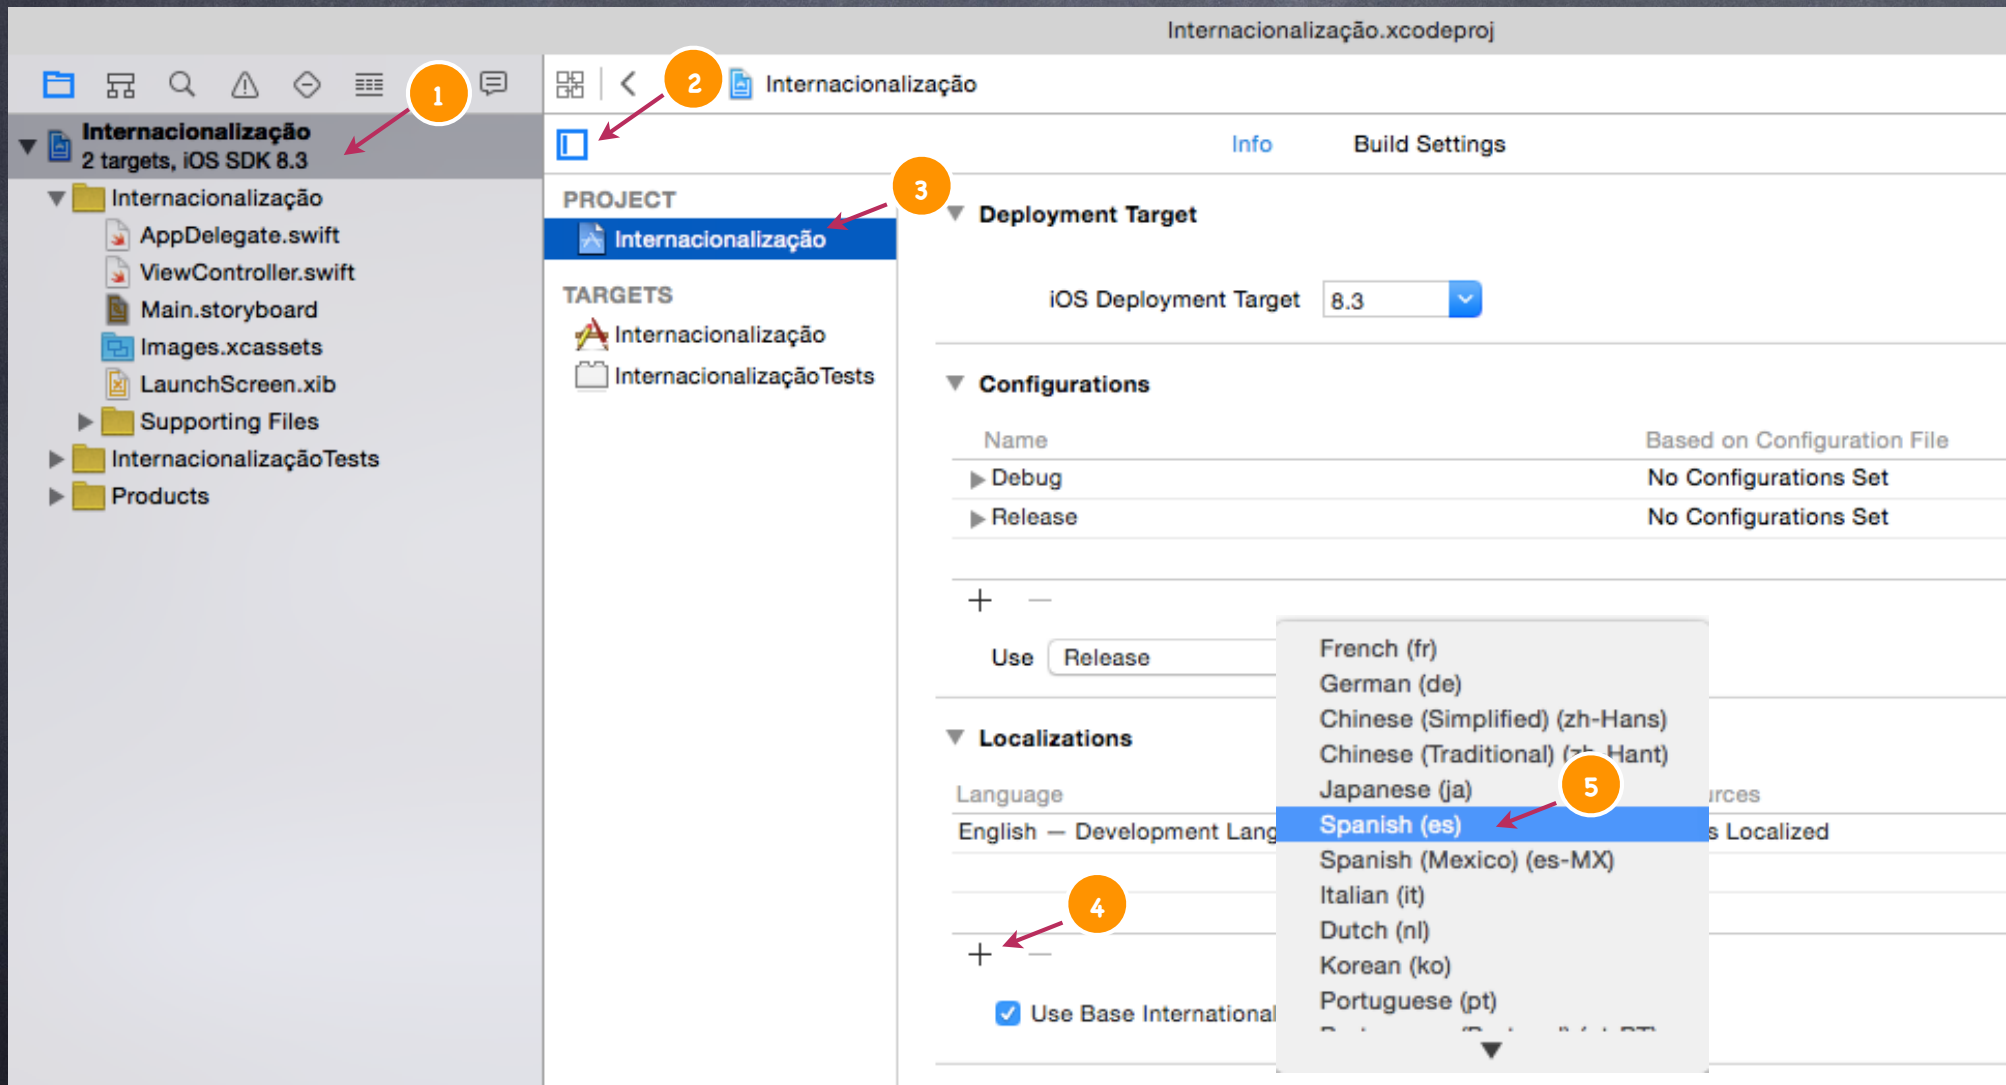 Internacionalização.xcodeproj
1
2
Internacionalização
Internacionalização
2 targets, iOS SDK 8.3
Internacionalização
AppDelegate.swift
ViewController.swift
Main.storyboard
Images.xcassets
LaunchScreen.xib
Supporting Files
InternacionalizaçãoTests
Products
Info
Build Settings
PROJECT
3
Internacionalização
TARGETS
Internacionalização
InternacionalizaçãoTests
Deployment Target
iOS Deployment Target
8.3
Configurations
Name
Based on Configuration File
Debug
No Configurations Set
Release
No Configurations Set
+ −
Use
Release
Localizations
Language
English — Development Lang
s Localized
4
+ −
Use Base International
French (fr)
German (de)
Chinese (Simplified) (zh-Hans)
Chinese (Traditional) (zh-Hant)
Japanese (ja)
5
Spanish (es)
Spanish (Mexico) (es-MX)
Italian (it)
Dutch (nl)
Korean (ko)
Portuguese (pt)